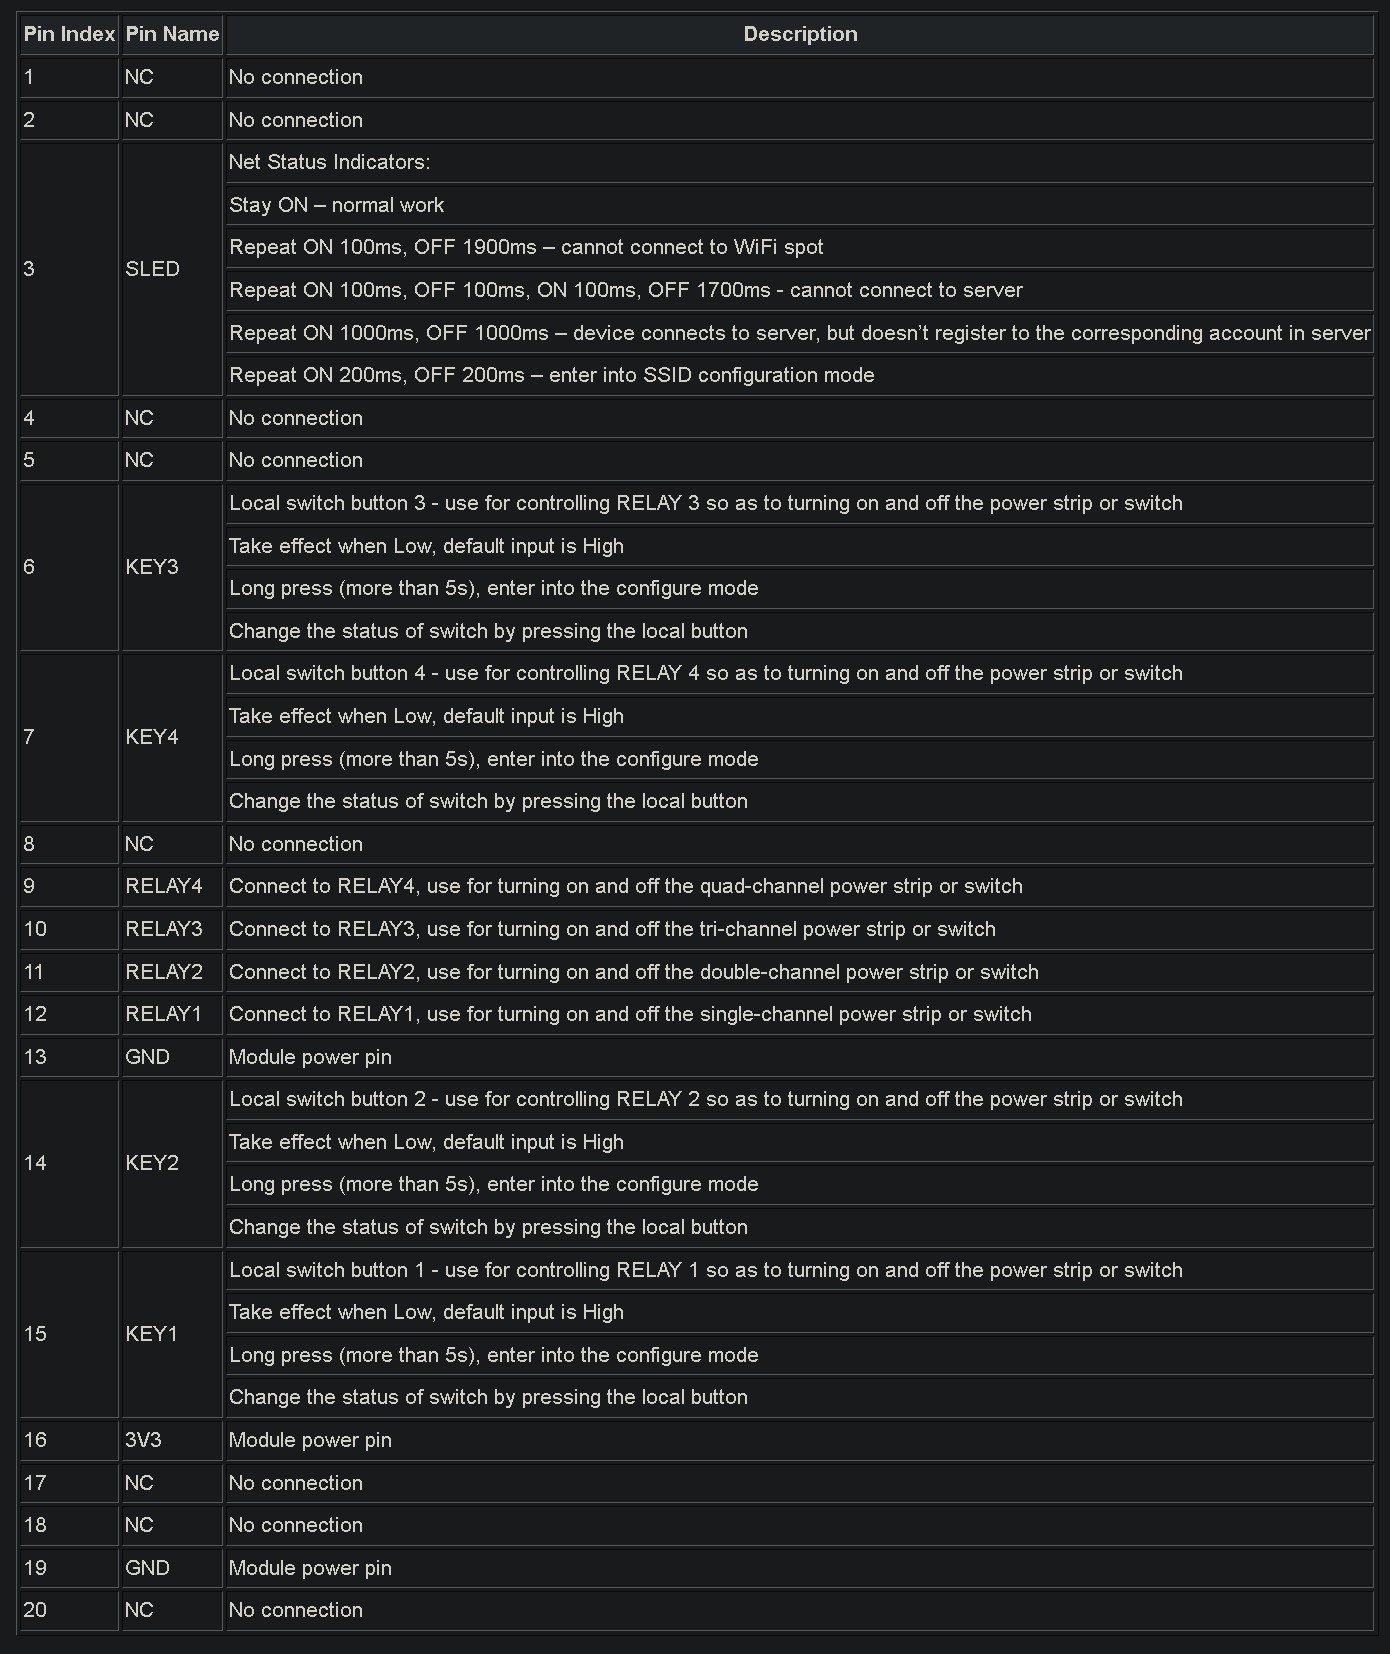 Pin Index Pin Name Description
1 NC No connection
2 NC No connection
Net Status Indicators:
Stay ON – normal work
Repeat ON 100ms, OFF 1900ms – cannot connect to WiFi spot
3 SLED
Repeat ON 100ms, OFF 100ms, ON 100ms, OFF 1700ms - cannot connect to server
Repeat ON 1000ms, OFF 1000ms – device connects to server, but doesn’t register to the corresponding account in server
Repeat ON 200ms, OFF 200ms – enter into SSID configuration mode
4 NC No connection
5 NC No connection
Local switch button 3 - use for controlling RELAY 3 so as to turning on and off the power strip or switch
Take effect when Low, default input is High
6 KEY3
Long press (more than 5s), enter into the configure mode
Change the status of switch by pressing the local button
Local switch button 4 - use for controlling RELAY 4 so as to turning on and off the power strip or switch
Take effect when Low, default input is High
7 KEY4
Long press (more than 5s), enter into the configure mode
Change the status of switch by pressing the local button
8 NC No connection
9 RELAY4 Connect to RELAY4, use for turning on and off the quad-channel power strip or switch
10 RELAY3 Connect to RELAY3, use for turning on and off the tri-channel power strip or switch
11 RELAY2 Connect to RELAY2, use for turning on and off the double-channel power strip or switch
12 RELAY1 Connect to RELAY1, use for turning on and off the single-channel power strip or switch
13 GND Module power pin
Local switch button 2 - use for controlling RELAY 2 so as to turning on and off the power strip or switch
Take effect when Low, default input is High
14 KEY2
Long press (more than 5s), enter into the configure mode
Change the status of switch by pressing the local button
Local switch button 1 - use for controlling RELAY 1 so as to turning on and off the power strip or switch
Take effect when Low, default input is High
15 KEY1
Long press (more than 5s), enter into the configure mode
Change the status of switch by pressing the local button
16 3V3 Module power pin
17 NC No connection
18 NC No connection
19 GND Module power pin
20 NC No connection